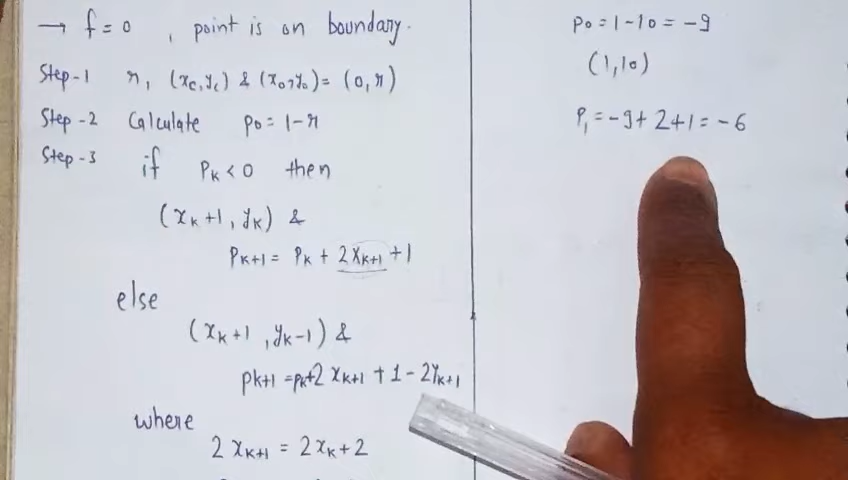 → f = 0 , point is on boundary.
Step-1 r, (xc, yc) & (x0, y0) = (0, r)
Step-2 Calculate p0 = 1 - r
Step-3 if PK < 0 then
(xK+1, yK) &
PK+1 = PK + 2XK+1 + 1
else
(xK+1, yK-1) &
pK+1 = pK+2 xK+1 + 1 - 2yK+1
where
2 xK+1 = 2xK + 2
p0 = 1-10 = -9
(1, 10)
P1 = -9 + 2 + 1 = -6